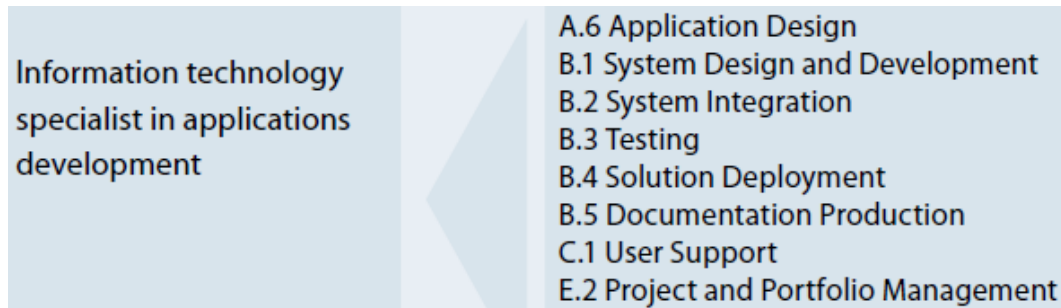 Information technology
specialist in applications
development
A.6 Application Design
B.1 System Design and Development
B.2 System Integration
B.3 Testing
B.4 Solution Deployment
B.5 Documentation Production
C.1 User Support
E.2 Project and Portfolio Management